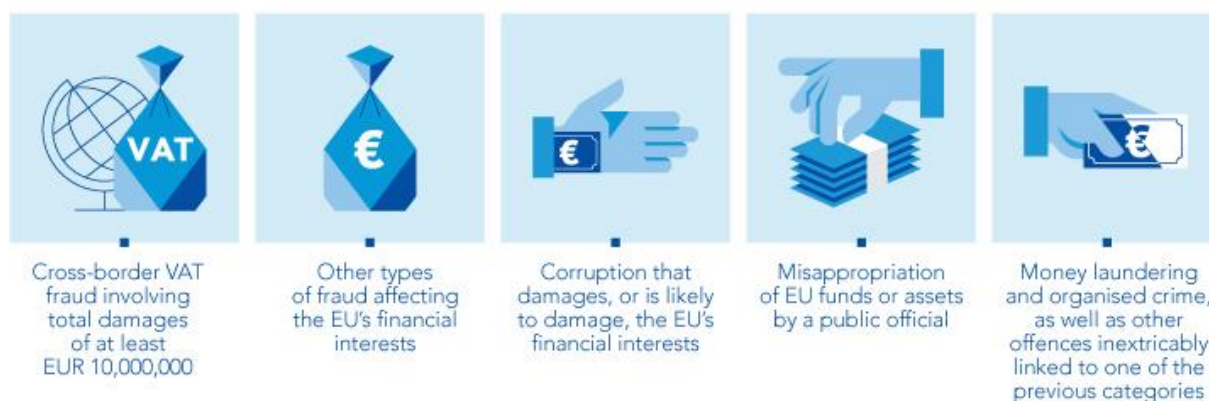 VAT
€
€
€
Cross-border VAT
fraud involving
total damages
of at least
EUR 10,000,000
Other types
of fraud affecting
the EU's financial
interests
Corruption that
damages, or is likely
to damage, the EU's
financial interests
Misappropriation
of EU funds or assets
by a public official
Money laundering
and organised crime,
as well as other
offences inextricably
linked to one of the
previous categories